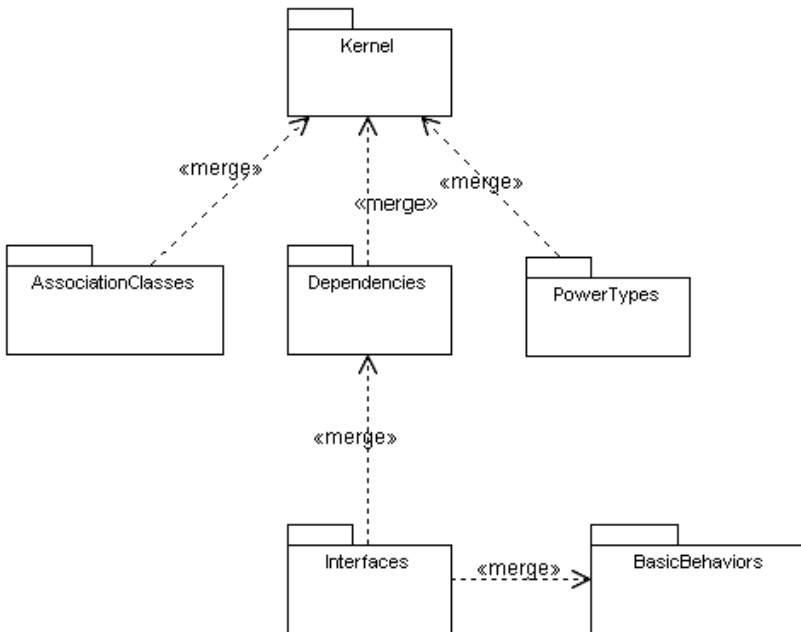 Kernel
«merge»
«merge»
«merge»
AssociationClasses
Dependencies
PowerTypes
«merge»
Interfaces
«merge»
BasicBehaviors